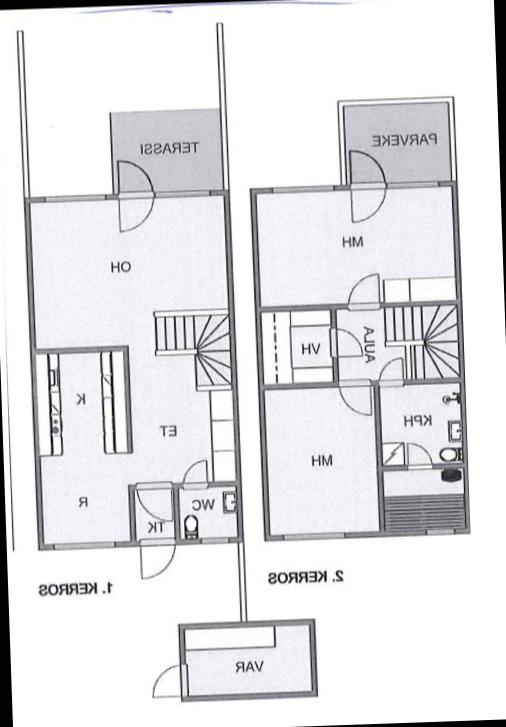 TERASSI
PARVEKE
OH
MH
AULA
VH
K
ET
KPH
MH
R
WC
TK
1. KERROS
2. KERROS
VAR